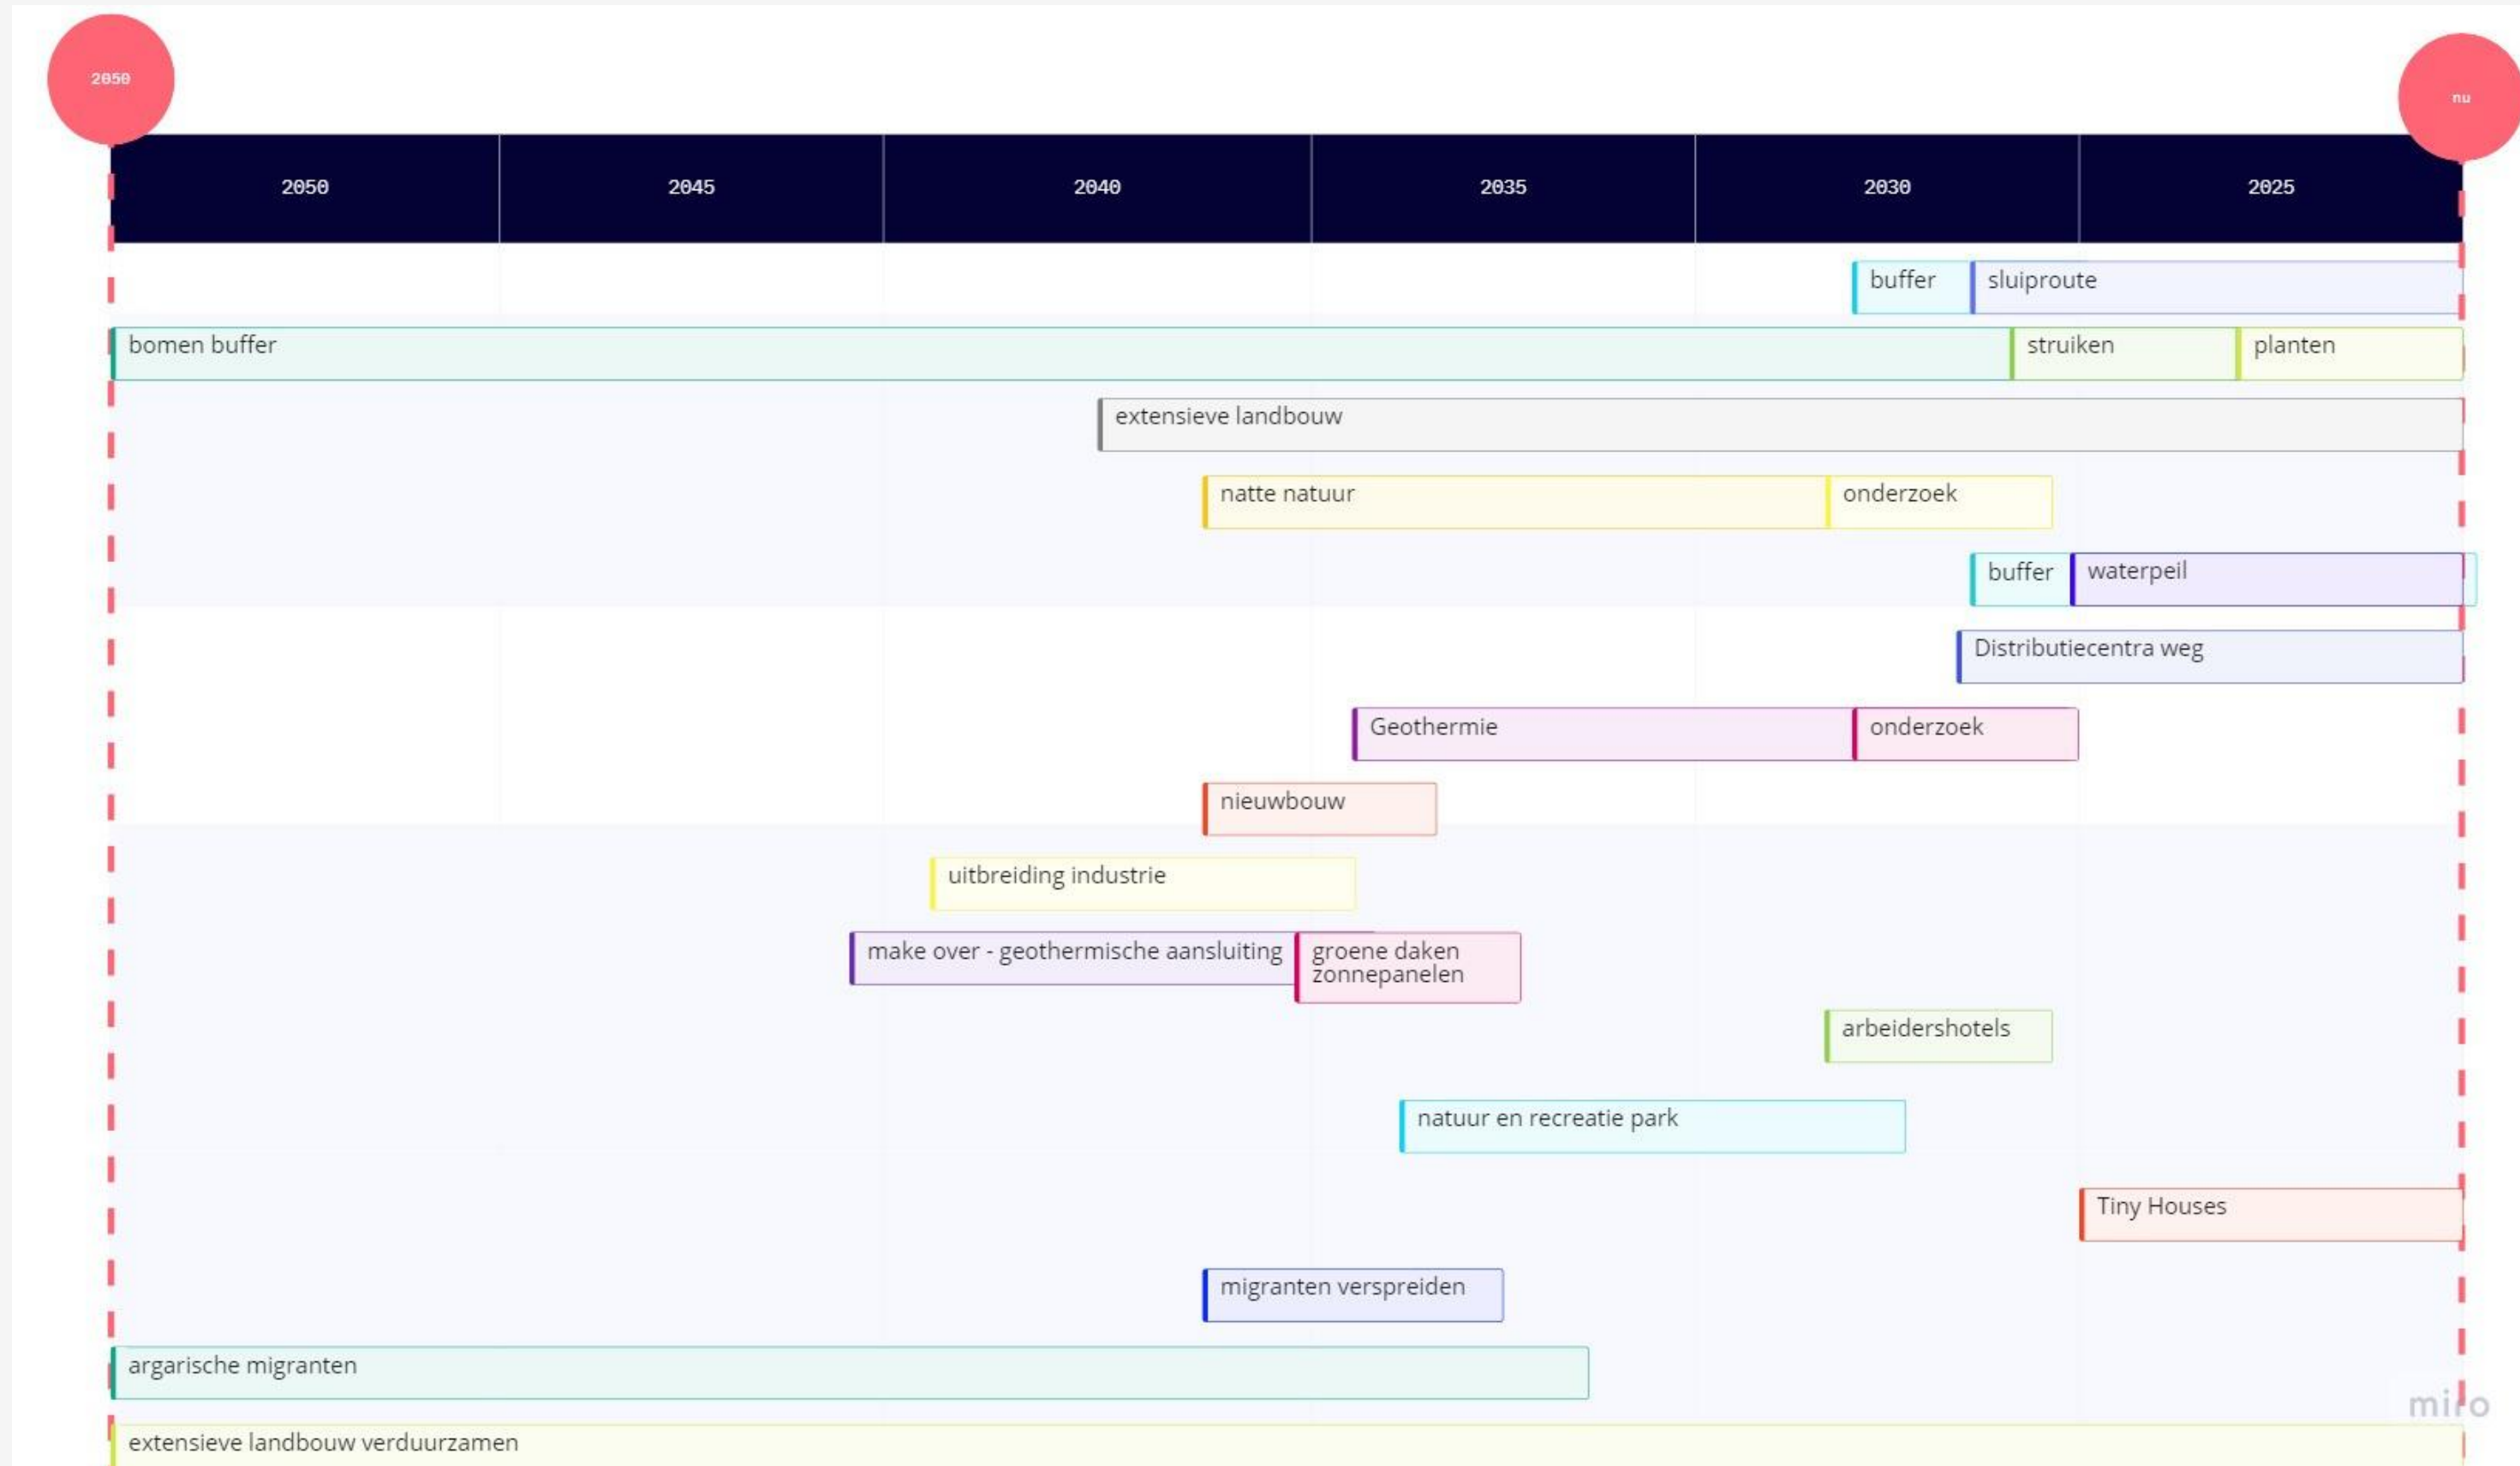 2050
nu
2050 2045 2040 2035 2030 2025
buffer sluiproute
bomen buffer struiken planten
extensieve landbouw
natte natuur onderzoek
buffer waterpeil
Distributiecentra weg
Geothermie onderzoek
nieuwbouw
uitbreiding industrie
make over - geothermische aansluiting groene daken
zonnepanelen
arbeidershotels
natuur en recreatie park
Tiny Houses
migranten verspreiden
argarische migranten
miro
extensieve landbouw verduurzamen